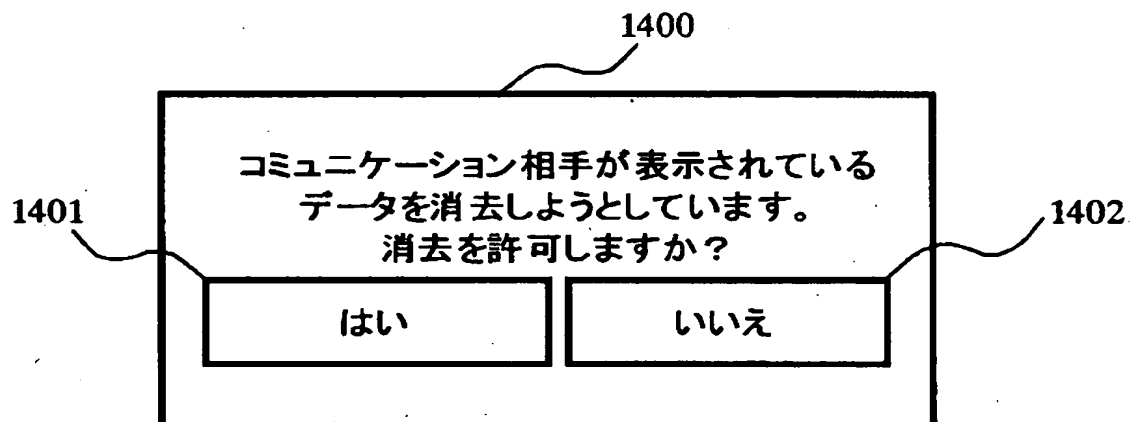 1400
コミュニケーション相手が表示されている
1401
データを消去しようとしています。
1402
消去を許可しますか？
はい
いいえ